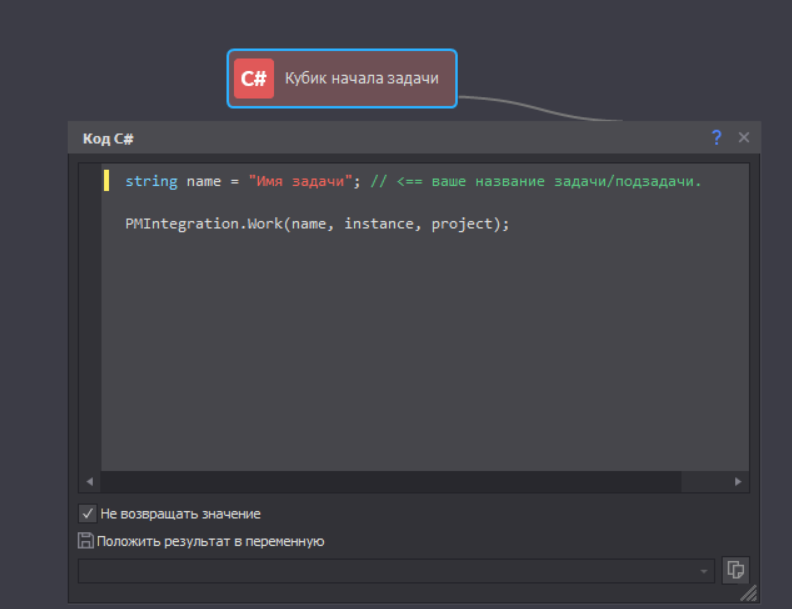 C# Кубик начала задачи
Код C# ? ×
string name = "Имя задачи"; // <== ваше название задачи/подзадачи.
PMIntegration.Work(name, instance, project);
Не возвращать значение
Положить результат в переменную